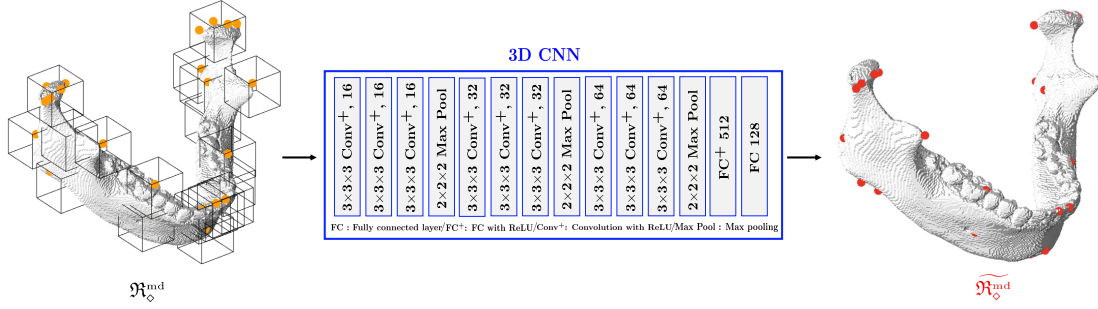 3D CNN
3×3×3 Conv⁺, 16
3×3×3 Conv⁺, 16
3×3×3 Conv⁺, 16
2×2×2 Max Pool
3×3×3 Conv⁺, 32
3×3×3 Conv⁺, 32
3×3×3 Conv⁺, 32
2×2×2 Max Pool
3×3×3 Conv⁺, 64
3×3×3 Conv⁺, 64
3×3×3 Conv⁺, 64
2×2×2 Max Pool
FC⁺ 512
FC 128
FC : Fully connected layer/FC⁺: FC with ReLU/Conv⁺: Convolution with ReLU/Max Pool : Max pooling
ℜ^md_◇
\widetilde{ℜ^md_◇}